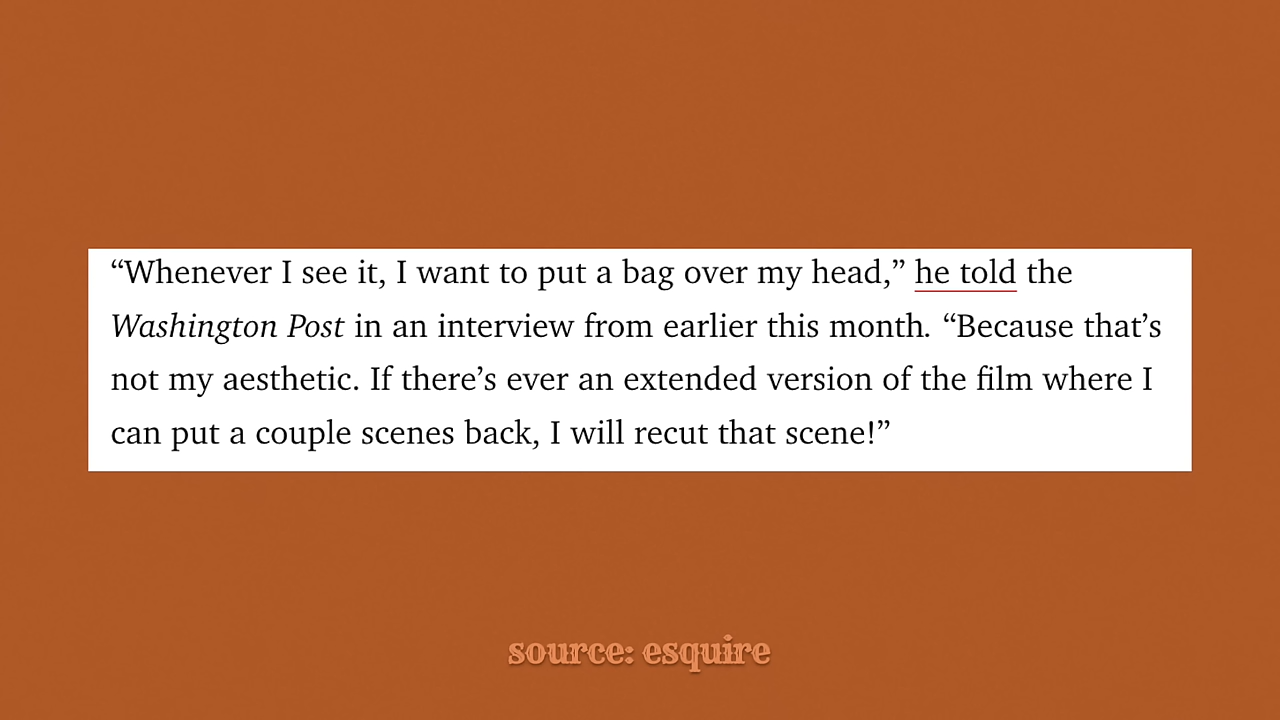 “Whenever I see it, I want to put a bag over my head,” he told the
Washington Post in an interview from earlier this month. “Because that’s
not my aesthetic. If there’s ever an extended version of the film where I
can put a couple scenes back, I will recut that scene!”
source: esquire